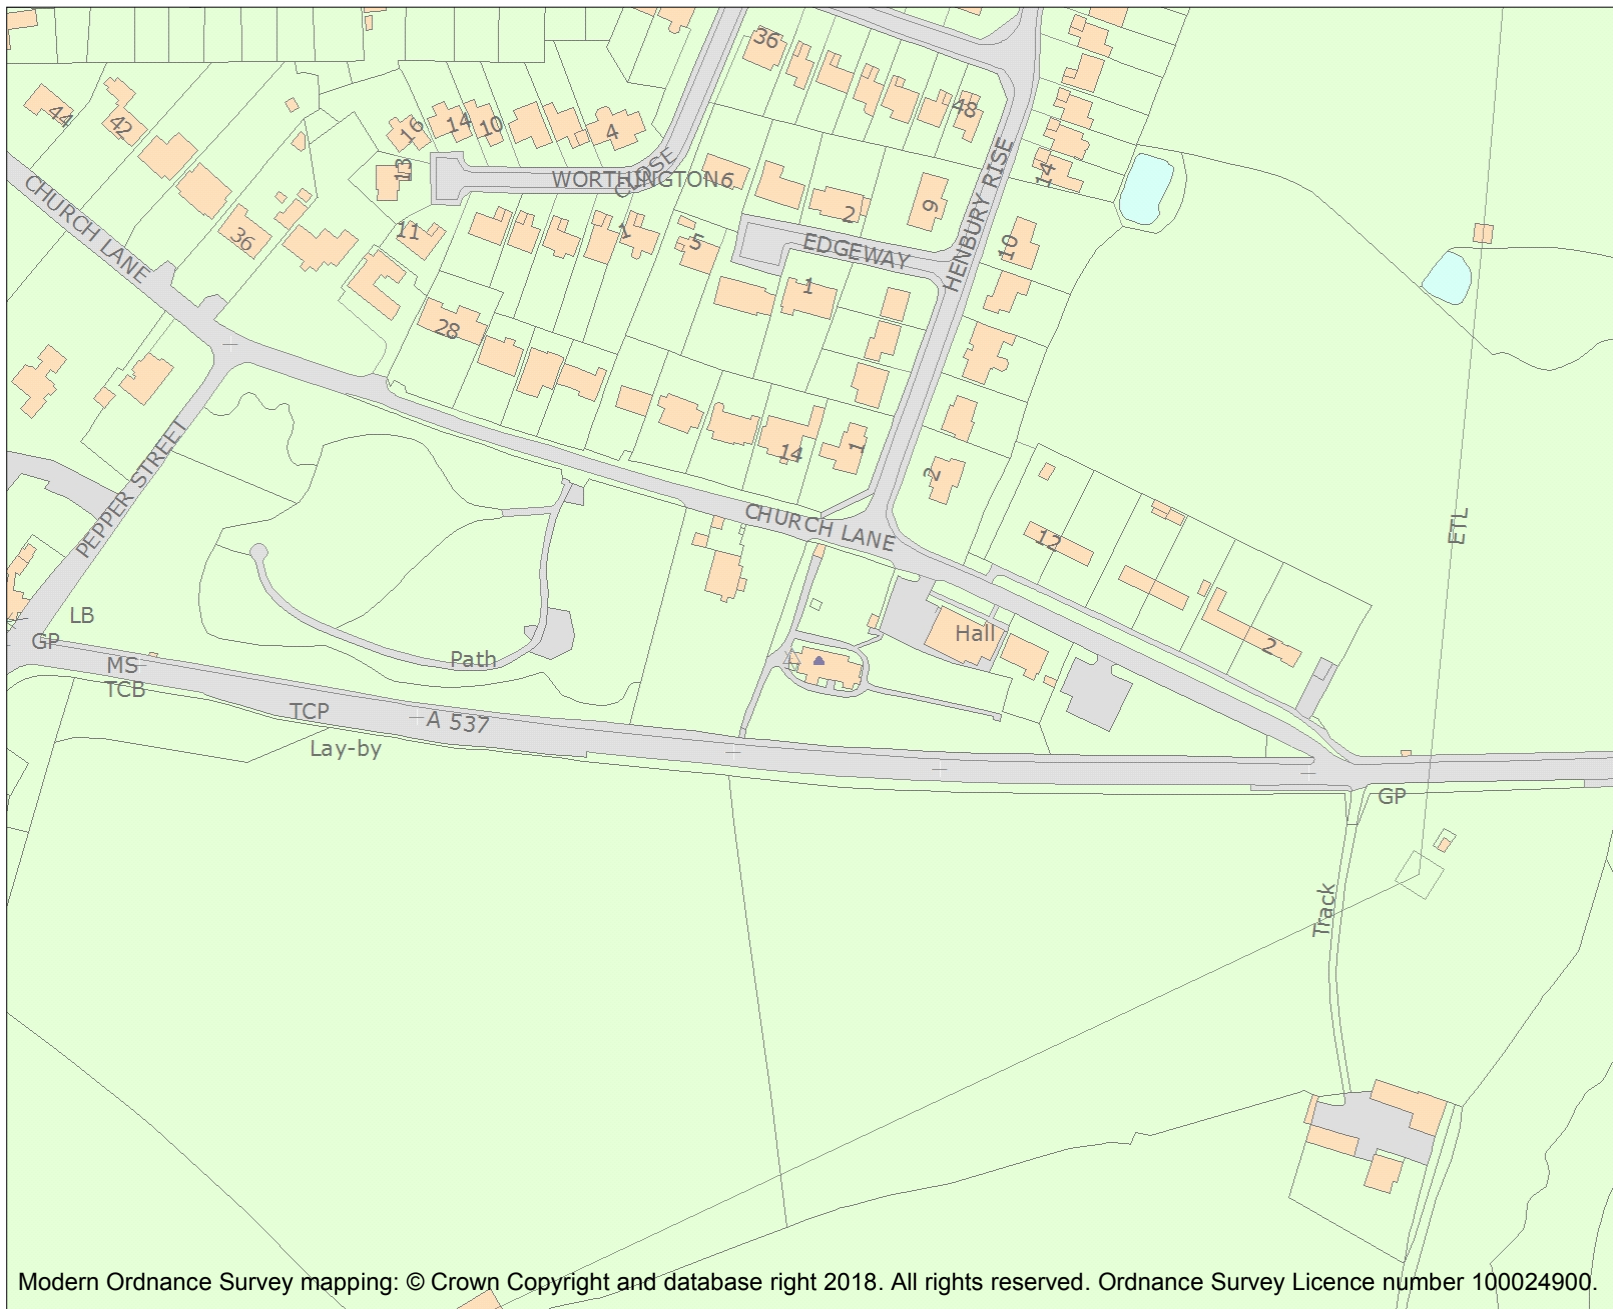 36
44
42
16
14
10
4
48
13
WORTHINGTON
CLOSE
6
14
CHURCH LANE
2
9
HENBURY RISE
36
11
1
5
EDGEWAY
10
1
28
14
1
2
PEPPER STREET
CHURCH LANE
12
ETL
LB
GP
Hall
2
MS
Path
TCB
TCP
A 537
Lay-by
GP
Track
Modern Ordnance Survey mapping: © Crown Copyright and database right 2018. All rights reserved. Ordnance Survey Licence number 100024900.